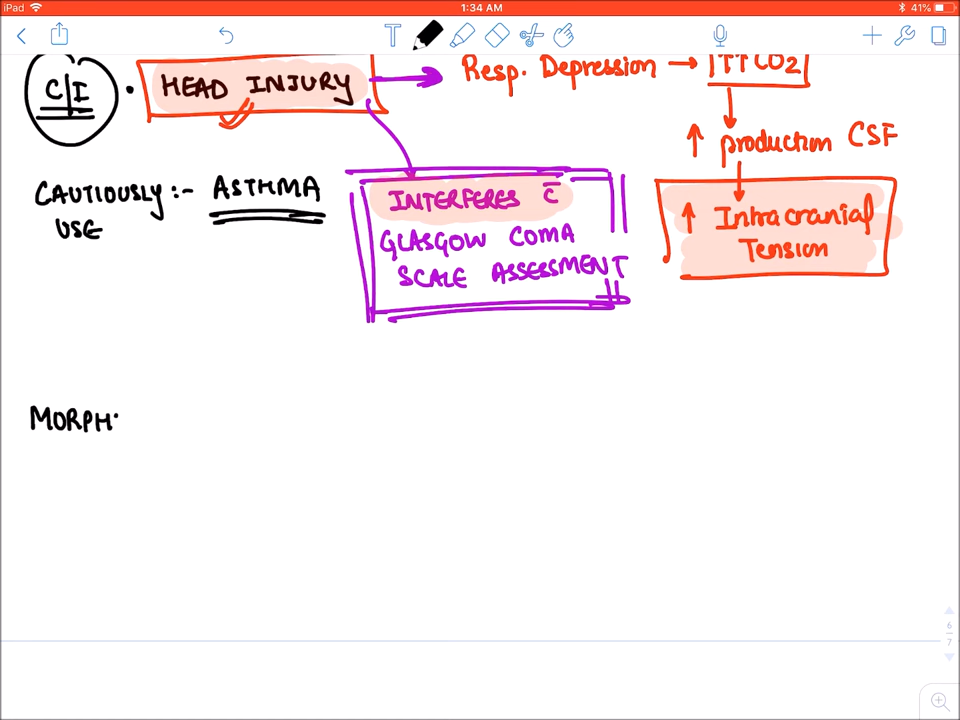 iPad 1:34 AM 41%
T
C/I • HEAD INJURY → Resp. Depression → ↑↑ CO2
↑ production CSF
CAUTIOUSLY :- ASTHMA
USE
INTERFERES c̄
GLASGOW COMA
SCALE ASSESSMENT
↑ Intracranial
Tension
MORPH
6
7